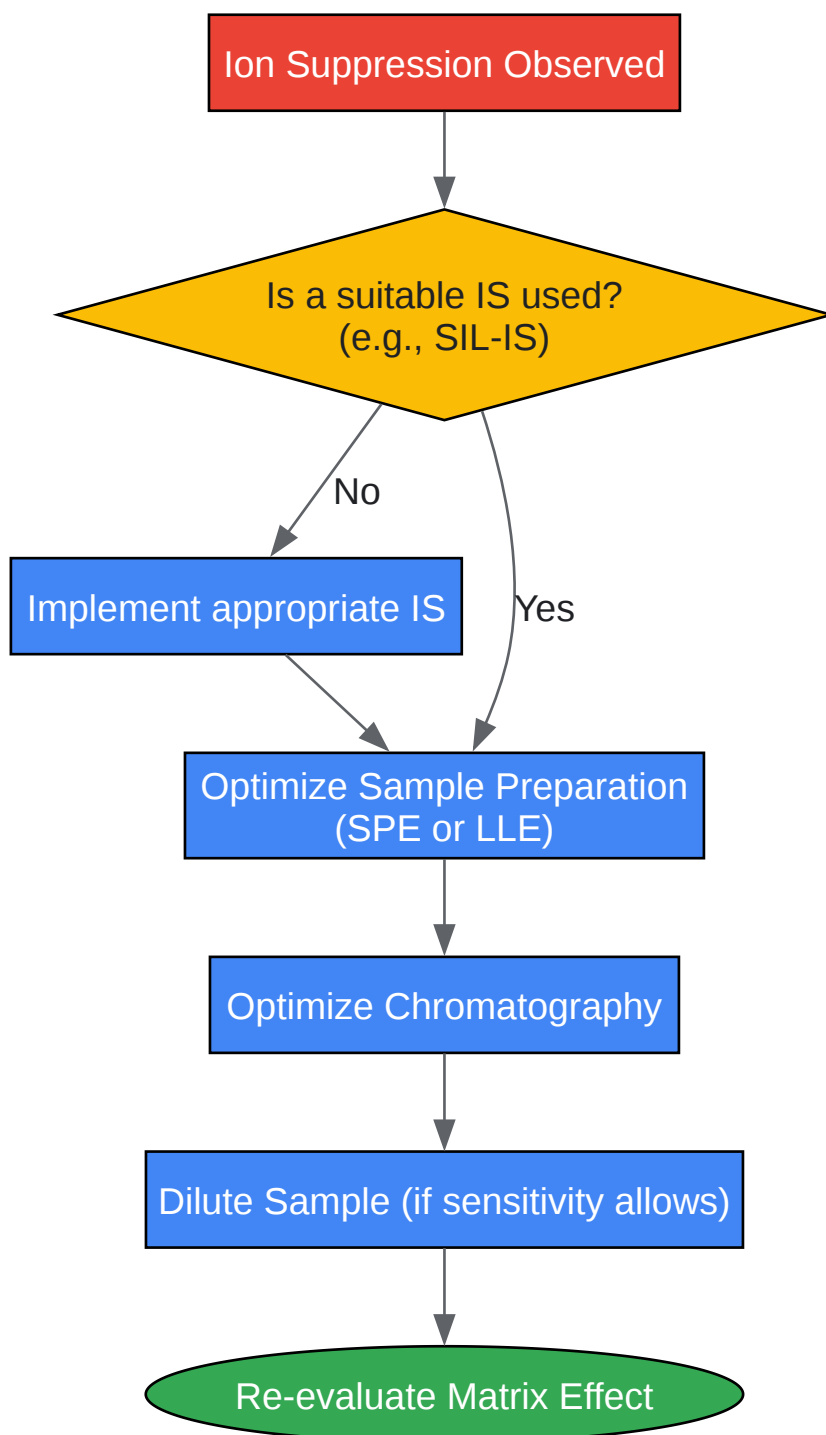 Ion Suppression Observed
Is a suitable IS used?
(e.g., SIL-IS)
No
Implement appropriate IS
Yes
Optimize Sample Preparation
(SPE or LLE)
Optimize Chromatography
Dilute Sample (if sensitivity allows)
Re-evaluate Matrix Effect